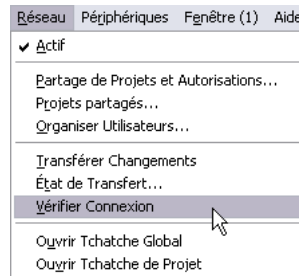 Réseau Périphériques Fenêtre (1) Aide
Actif
Partage de Projets et Autorisations...
Projets partagés...
Organiser Utilisateurs...
Transférer Changements
État de Transfert...
Vérifier Connexion
Ouvrir Tchatche Global
Ouvrir Tchatche de Projet